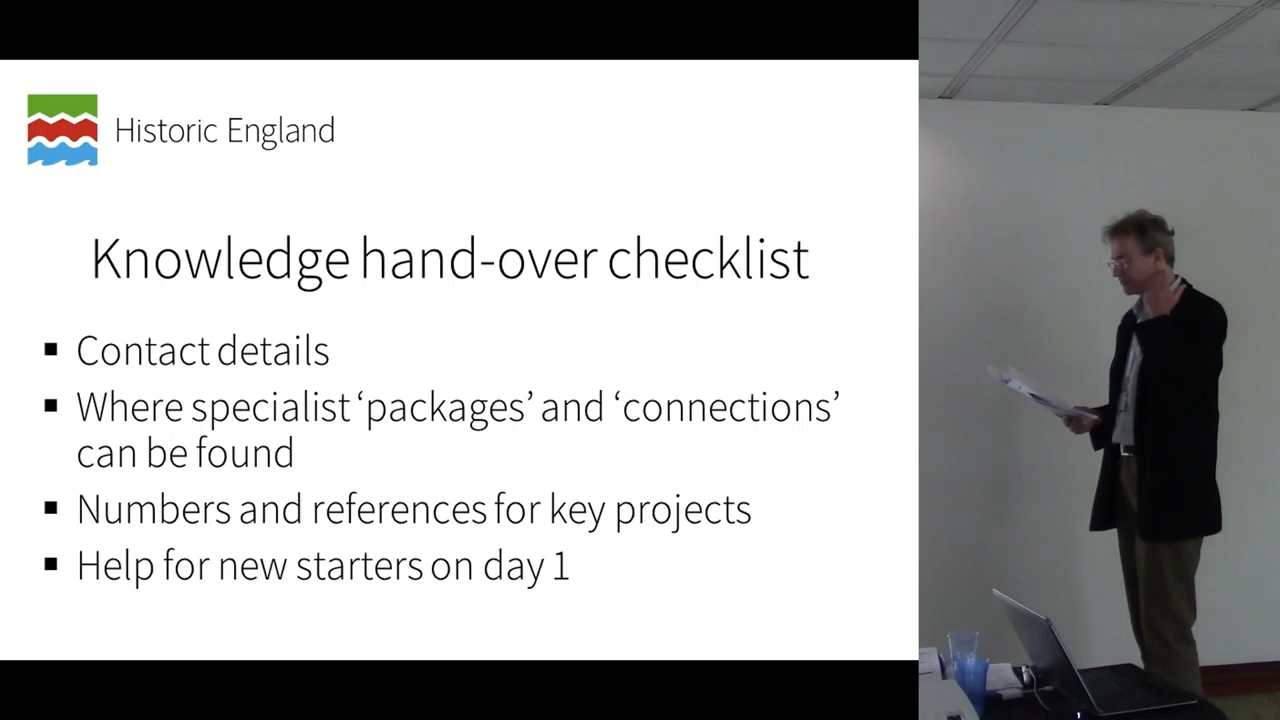 Historic England
Knowledge hand-over checklist
▪ Contact details
▪ Where specialist ‘packages’ and ‘connections’
can be found
▪ Numbers and references for key projects
▪ Help for new starters on day 1